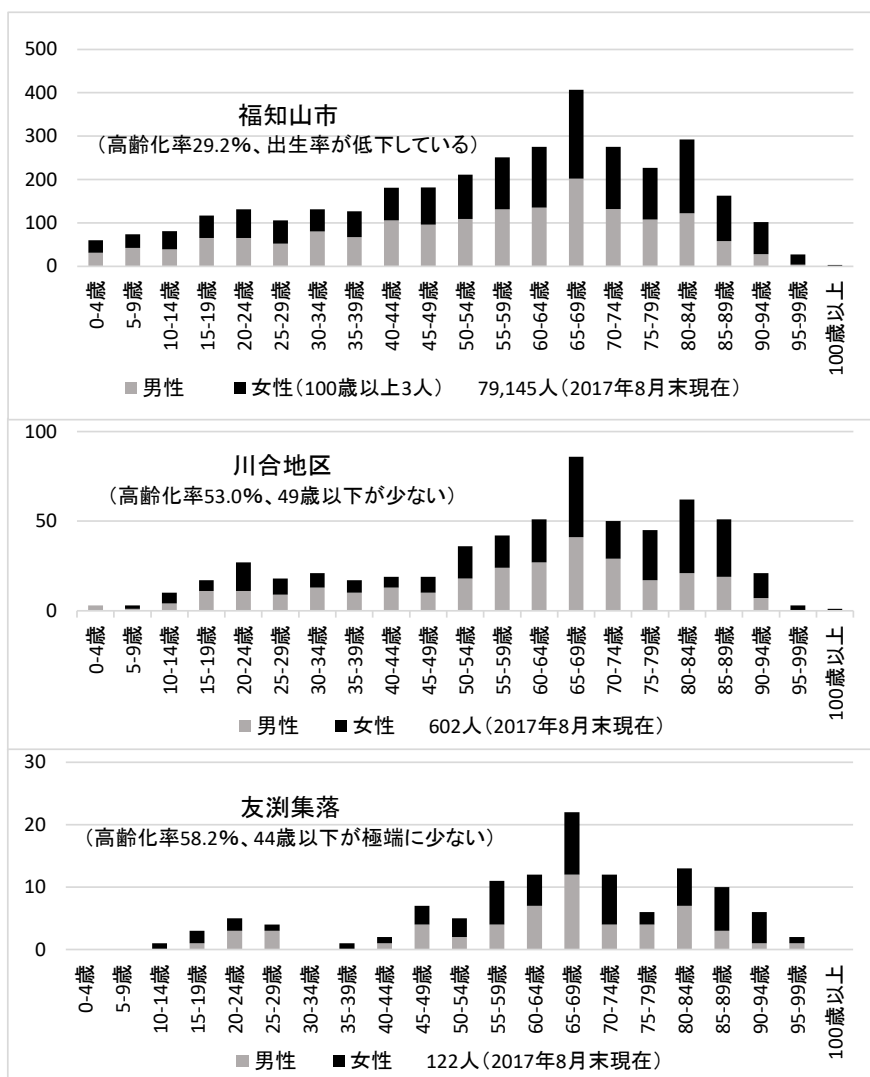 500
400
300
200
100
0
福知山市
（高齢化率29.2%、出生率が低下している）
0-4歳
5-9歳
10-14歳
15-19歳
20-24歳
25-29歳
30-34歳
35-39歳
40-44歳
45-49歳
50-54歳
55-59歳
60-64歳
65-69歳
70-74歳
75-79歳
80-84歳
85-89歳
90-94歳
95-99歳
100歳以上
男性 女性（100歳以上3人） 79,145人（2017年8月末現在）
100
50
0
川合地区
（高齢化率53.0%、49歳以下が少ない）
0-4歳
5-9歳
10-14歳
15-19歳
20-24歳
25-29歳
30-34歳
35-39歳
40-44歳
45-49歳
50-54歳
55-59歳
60-64歳
65-69歳
70-74歳
75-79歳
80-84歳
85-89歳
90-94歳
95-99歳
100歳以上
男性 女性 602人（2017年8月末現在）
30
20
10
0
友渕集落
（高齢化率58.2%、44歳以下が極端に少ない）
0-4歳
5-9歳
10-14歳
15-19歳
20-24歳
25-29歳
30-34歳
35-39歳
40-44歳
45-49歳
50-54歳
55-59歳
60-64歳
65-69歳
70-74歳
75-79歳
80-84歳
85-89歳
90-94歳
95-99歳
100歳以上
男性 女性 122人（2017年8月末現在）